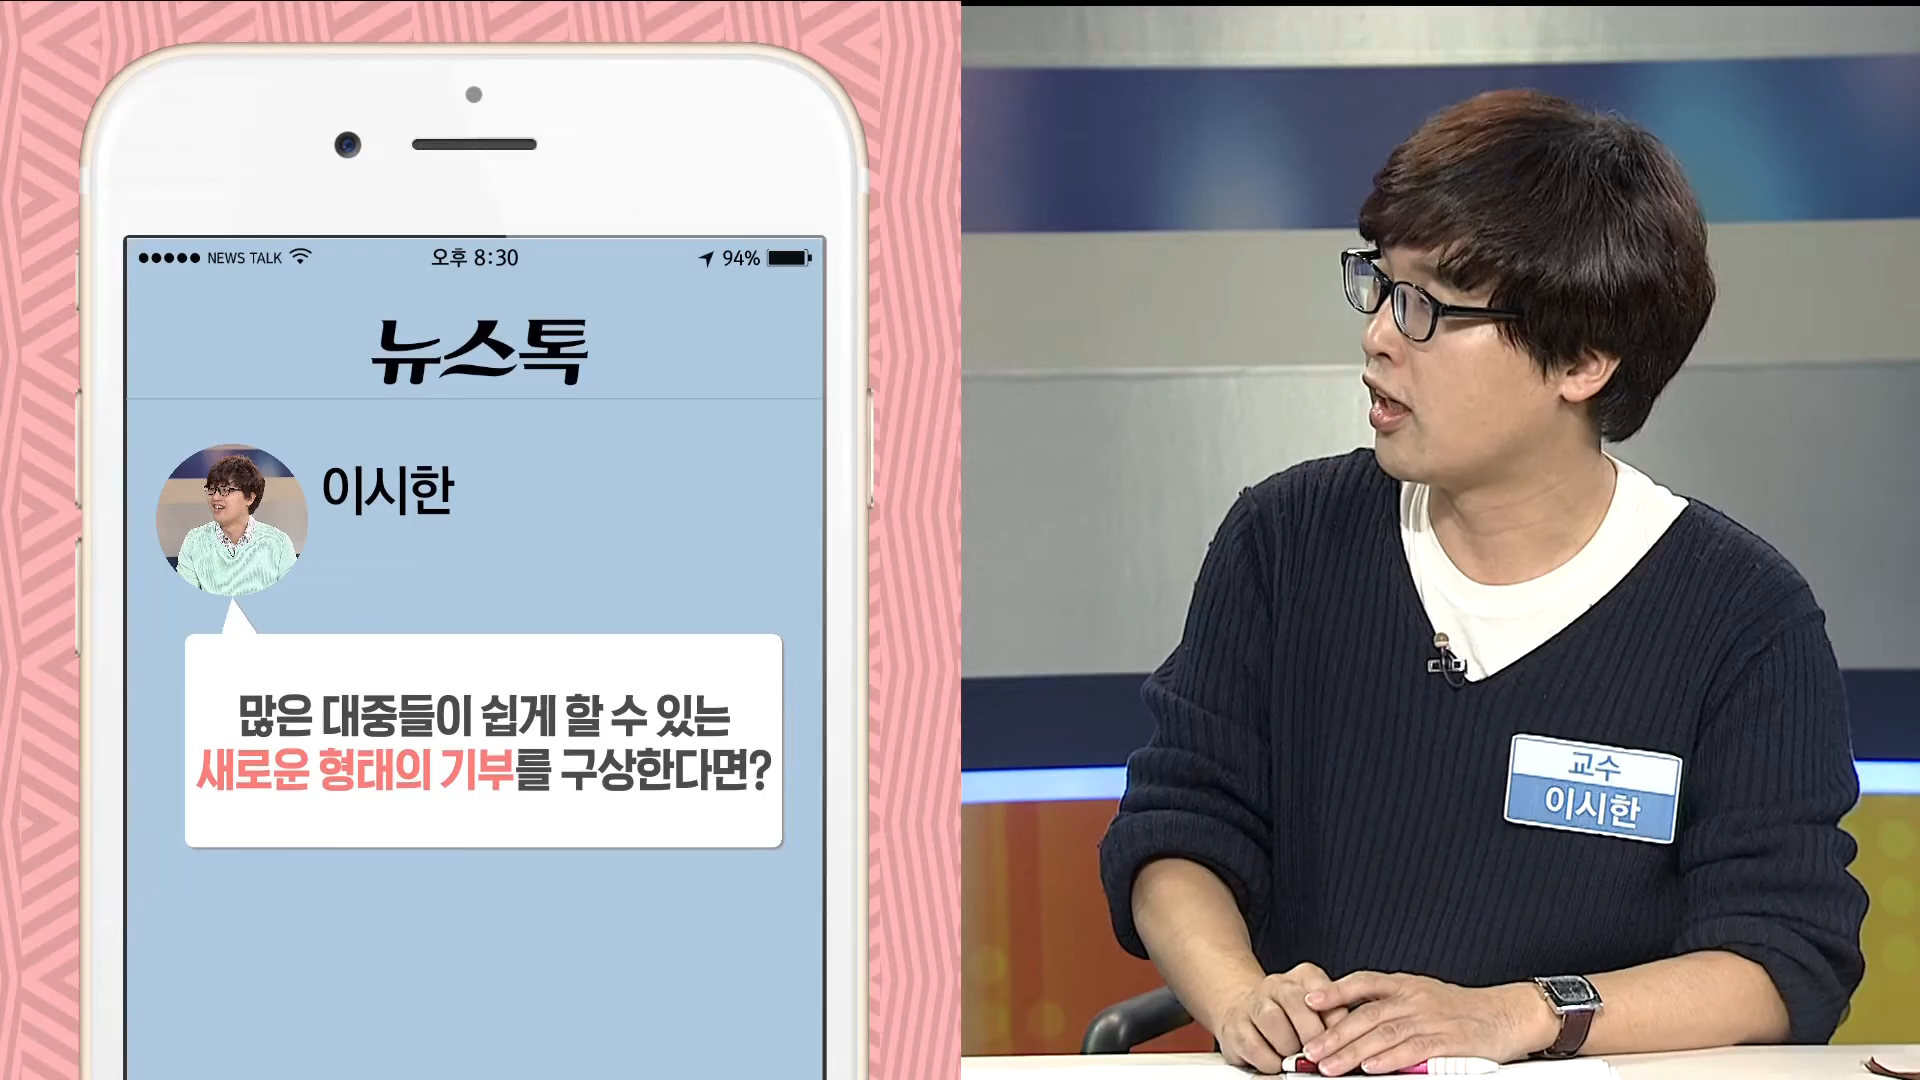 NEWS TALK
오후 8:30
94%
뉴스톡
이시한
많은 대중들이 쉽게 할 수 있는
새로운 형태의 기부를 구상한다면?
교수
이시한